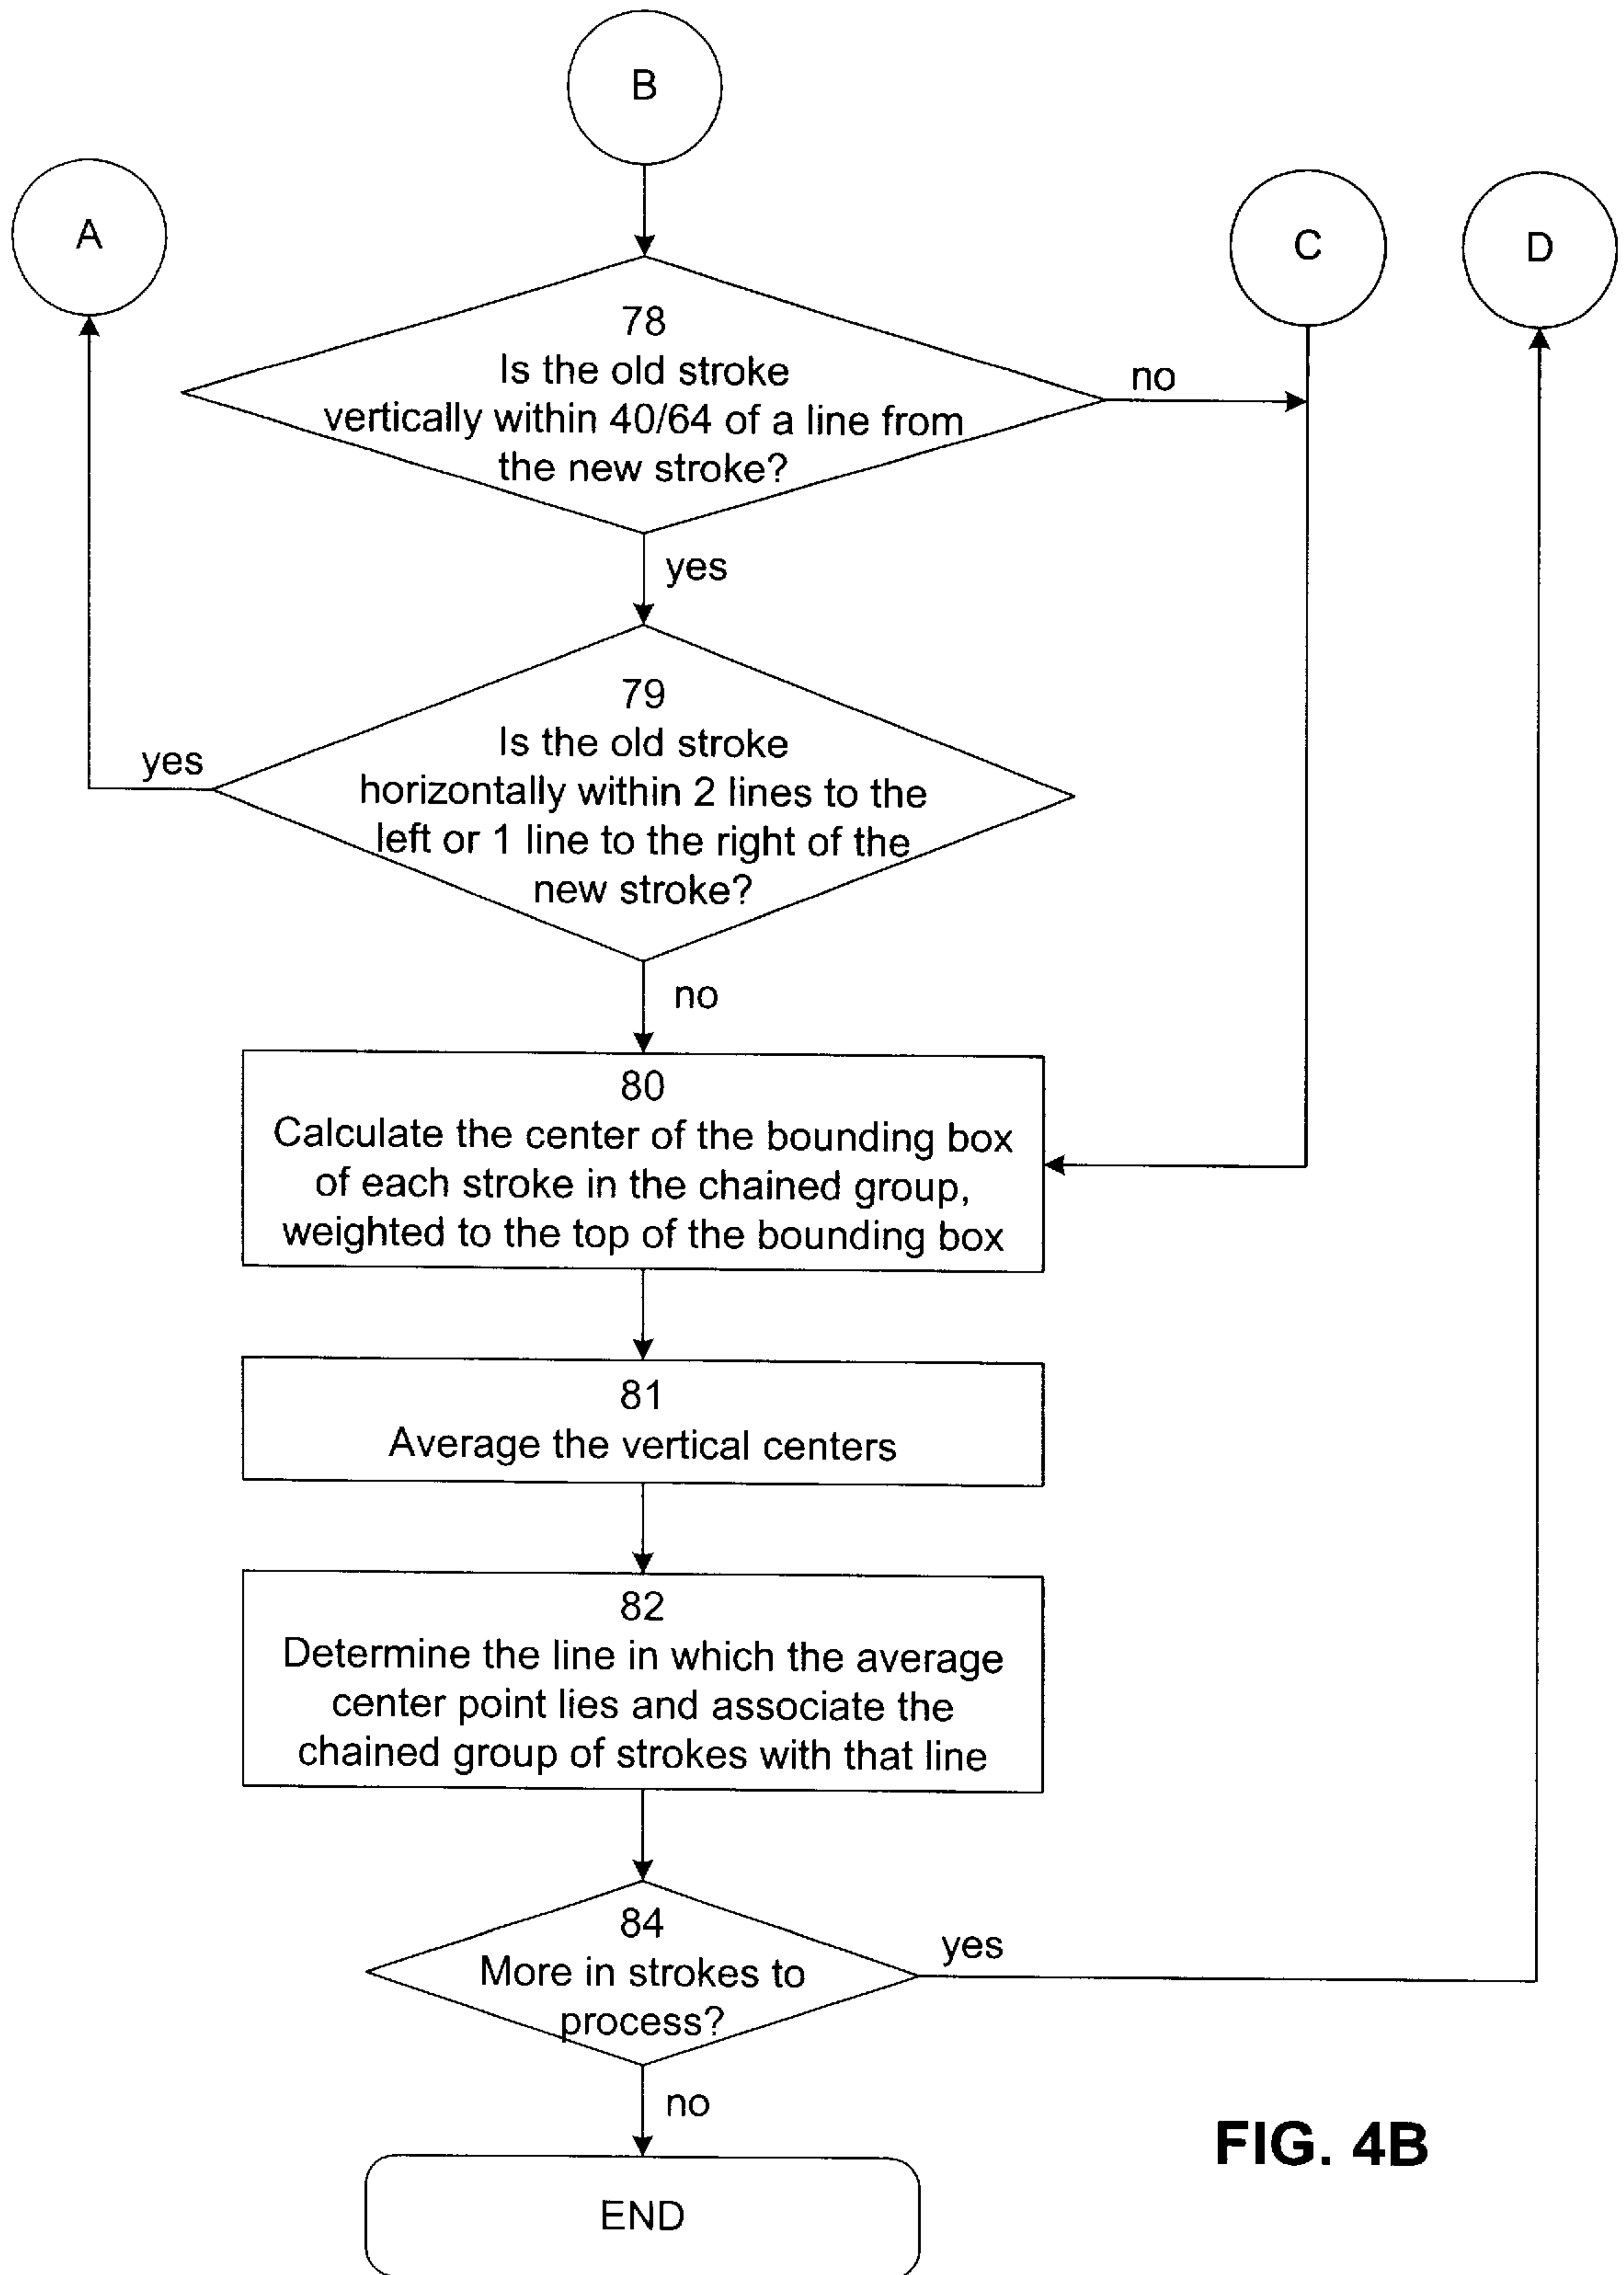 B
A
C
D
78
Is the old stroke
vertically within 40/64 of a line from
the new stroke?
no
yes
79
Is the old stroke
horizontally within 2 lines to the
left or 1 line to the right of the
new stroke?
yes
no
80
Calculate the center of the bounding box
of each stroke in the chained group,
weighted to the top of the bounding box
81
Average the vertical centers
82
Determine the line in which the average
center point lies and associate the
chained group of strokes with that line
84
More in strokes to
process?
yes
no
END
FIG. 4B